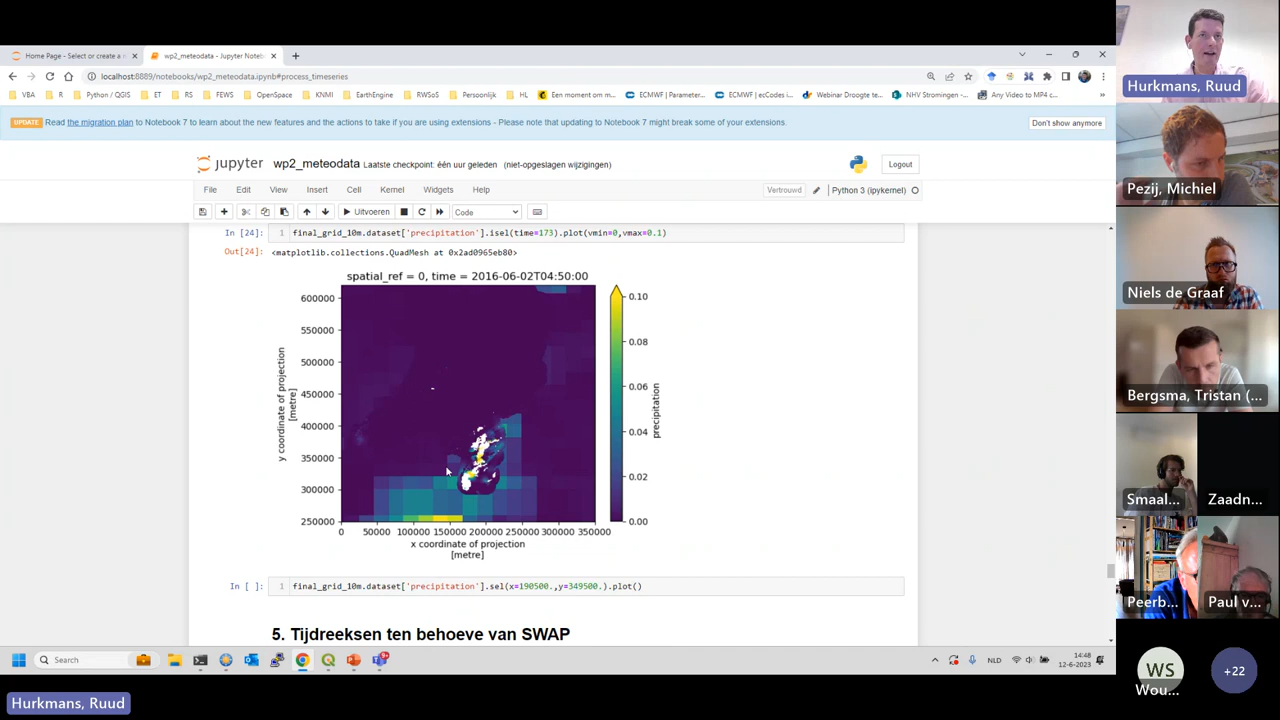 Home Page - Select or create a n
wp2_meteodata - Jupyter Noteb
localhost:8889/notebooks/wp2_meteodata.ipynb#process_timeseries
VBA R Python / QGIS ET RS FEWS OpenSpace KNMI EarthEngine RWSoS Persoonlijk HL Een moment om m... ECMWF | Parameter... ECMWF | ecCodes i... Webinar Droogte te... NHV Stromingen -... Any Video to MP4 c... »
UPDATE Read the migration plan to Notebook 7 to learn about the new features and the actions to take if you are using extensions - Please note that updating to Notebook 7 might break some of your extensions. Don't show anymore
jupyter wp2_meteodata Laatste checkpoint: één uur geleden (niet-opgeslagen wijzigingen) Logout
File Edit View Insert Cell Kernel Widgets Help Vertrouwd Python 3 (ipykernel)
Uitvoeren Code
In [24]: 1 final_grid_10m.dataset['precipitation'].isel(time=173).plot(vmin=0,vmax=0.1)
Out[24]: <matplotlib.collections.QuadMesh at 0x2ad0965eb80>
spatial_ref = 0, time = 2016-06-02T04:50:00
600000
550000
500000
450000
400000
350000
300000
250000
y coordinate of projection
[metre]
0 50000 100000 150000 200000 250000 300000 350000
x coordinate of projection
[metre]
0.10
0.08
0.06
0.04
0.02
0.00
precipitation
In [ ]: 1 final_grid_10m.dataset['precipitation'].sel(x=190500.,y=349500.).plot()
5. Tijdreeksen ten behoeve van SWAP
Search
9+
NLD
14:48
12-6-2023
Hurkmans, Ruud
Hurkmans, Ruud
Pezij, Michiel
Niels de Graaf
Bergsma, Tristan (...
Smaal...
Zaadn...
Peerb...
Paul v...
WS
Wou...
+22